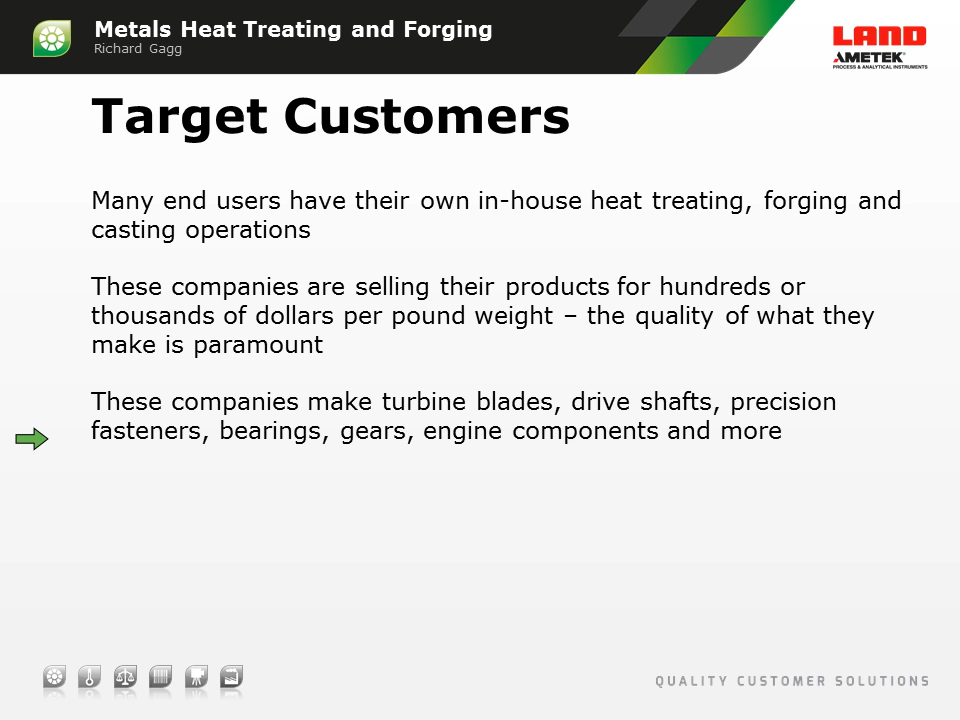 Metals Heat Treating and Forging
Richard Gagg
LAND
AMETEK®
PROCESS & ANALYTICAL INSTRUMENTS
Target Customers
Many end users have their own in-house heat treating, forging and
casting operations
These companies are selling their products for hundreds or
thousands of dollars per pound weight – the quality of what they
make is paramount
These companies make turbine blades, drive shafts, precision
fasteners, bearings, gears, engine components and more
QUALITY CUSTOMER SOLUTIONS